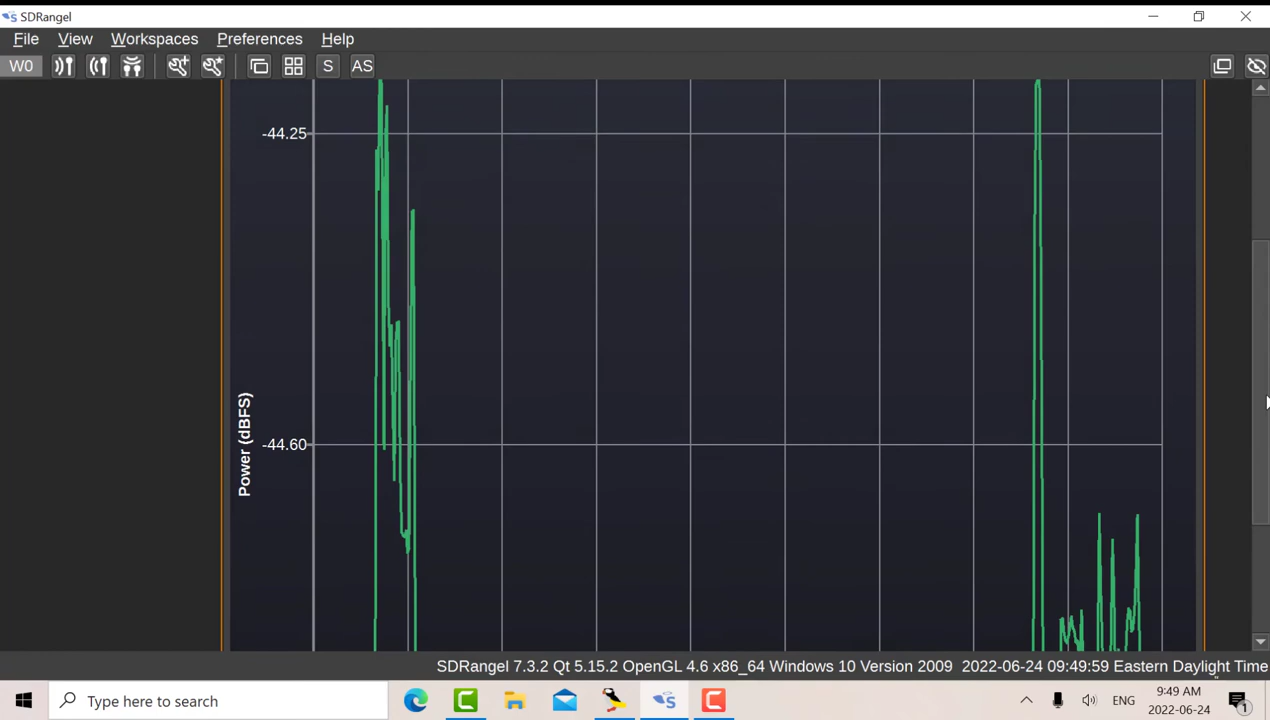 SDRangel
File View Workspaces Preferences Help
W0 S AS
-44.25
-44.60
Power (dBFS)
SDRangel 7.3.2 Qt 5.15.2 OpenGL 4.6 x86_64 Windows 10 Version 2009 2022-06-24 09:49:59 Eastern Daylight Time
Type here to search
ENG
9:49 AM
2022-06-24
1